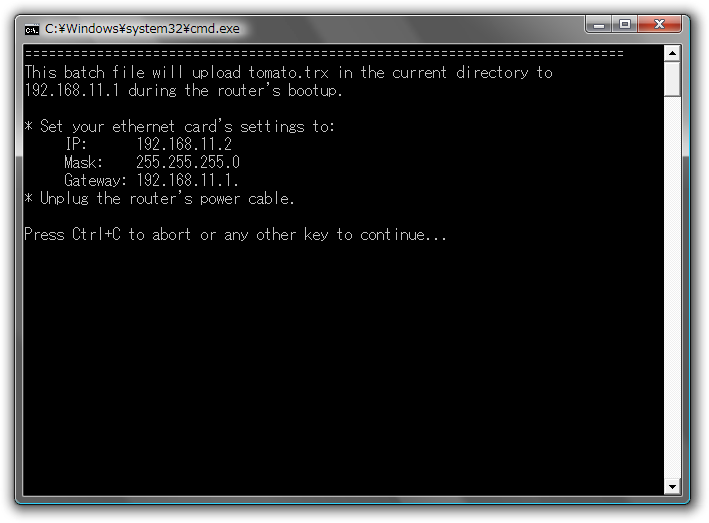 C:¥Windows¥system32¥cmd.exe
==========================================================================
This batch file will upload tomato.trx in the current directory to
192.168.11.1 during the router's bootup.
* Set your ethernet card's settings to:
IP: 192.168.11.2
Mask: 255.255.255.0
Gateway: 192.168.11.1.
* Unplug the router's power cable.
Press Ctrl+C to abort or any other key to continue...